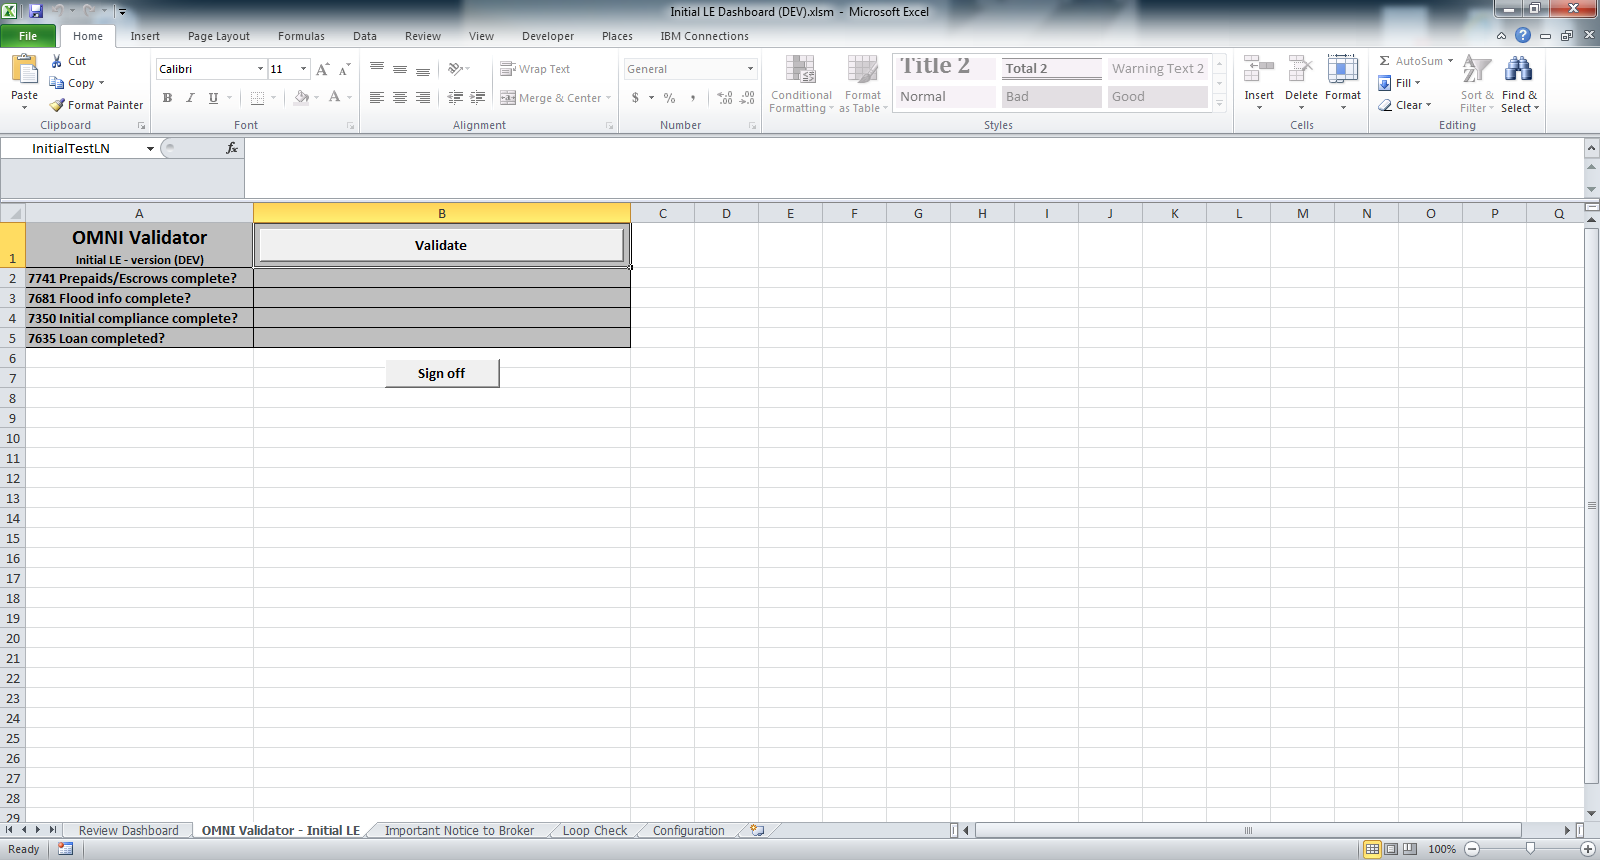 Initial LE Dashboard (DEV).xlsm - Microsoft Excel
File Home Insert Page Layout Formulas Data Review View Developer Places IBM Connections
Paste
Cut
Copy
Format Painter
Clipboard
Calibri 11
B I U
Font
Wrap Text
Merge & Center
Alignment
General
$ % ,
Number
Conditional Formatting
Format as Table
Title 2 Total 2 Warning Text 2
Normal Bad Good
Styles
Insert Delete Format
Cells
Σ AutoSum
Fill
Clear
Sort & Filter
Find & Select
Editing
InitialTestLN fx
A B C D E F G H I J K L M N O P Q
1 OMNI Validator Validate
Initial LE - version (DEV)
2 7741 Prepaids/Escrows complete?
3 7681 Flood info complete?
4 7350 Initial compliance complete?
5 7635 Loan completed?
6
7 Sign off
8
9
10
11
12
13
14
15
16
17
18
19
20
21
22
23
24
25
26
27
28
29
Review Dashboard OMNI Validator - Initial LE Important Notice to Broker Loop Check Configuration
Ready 100%